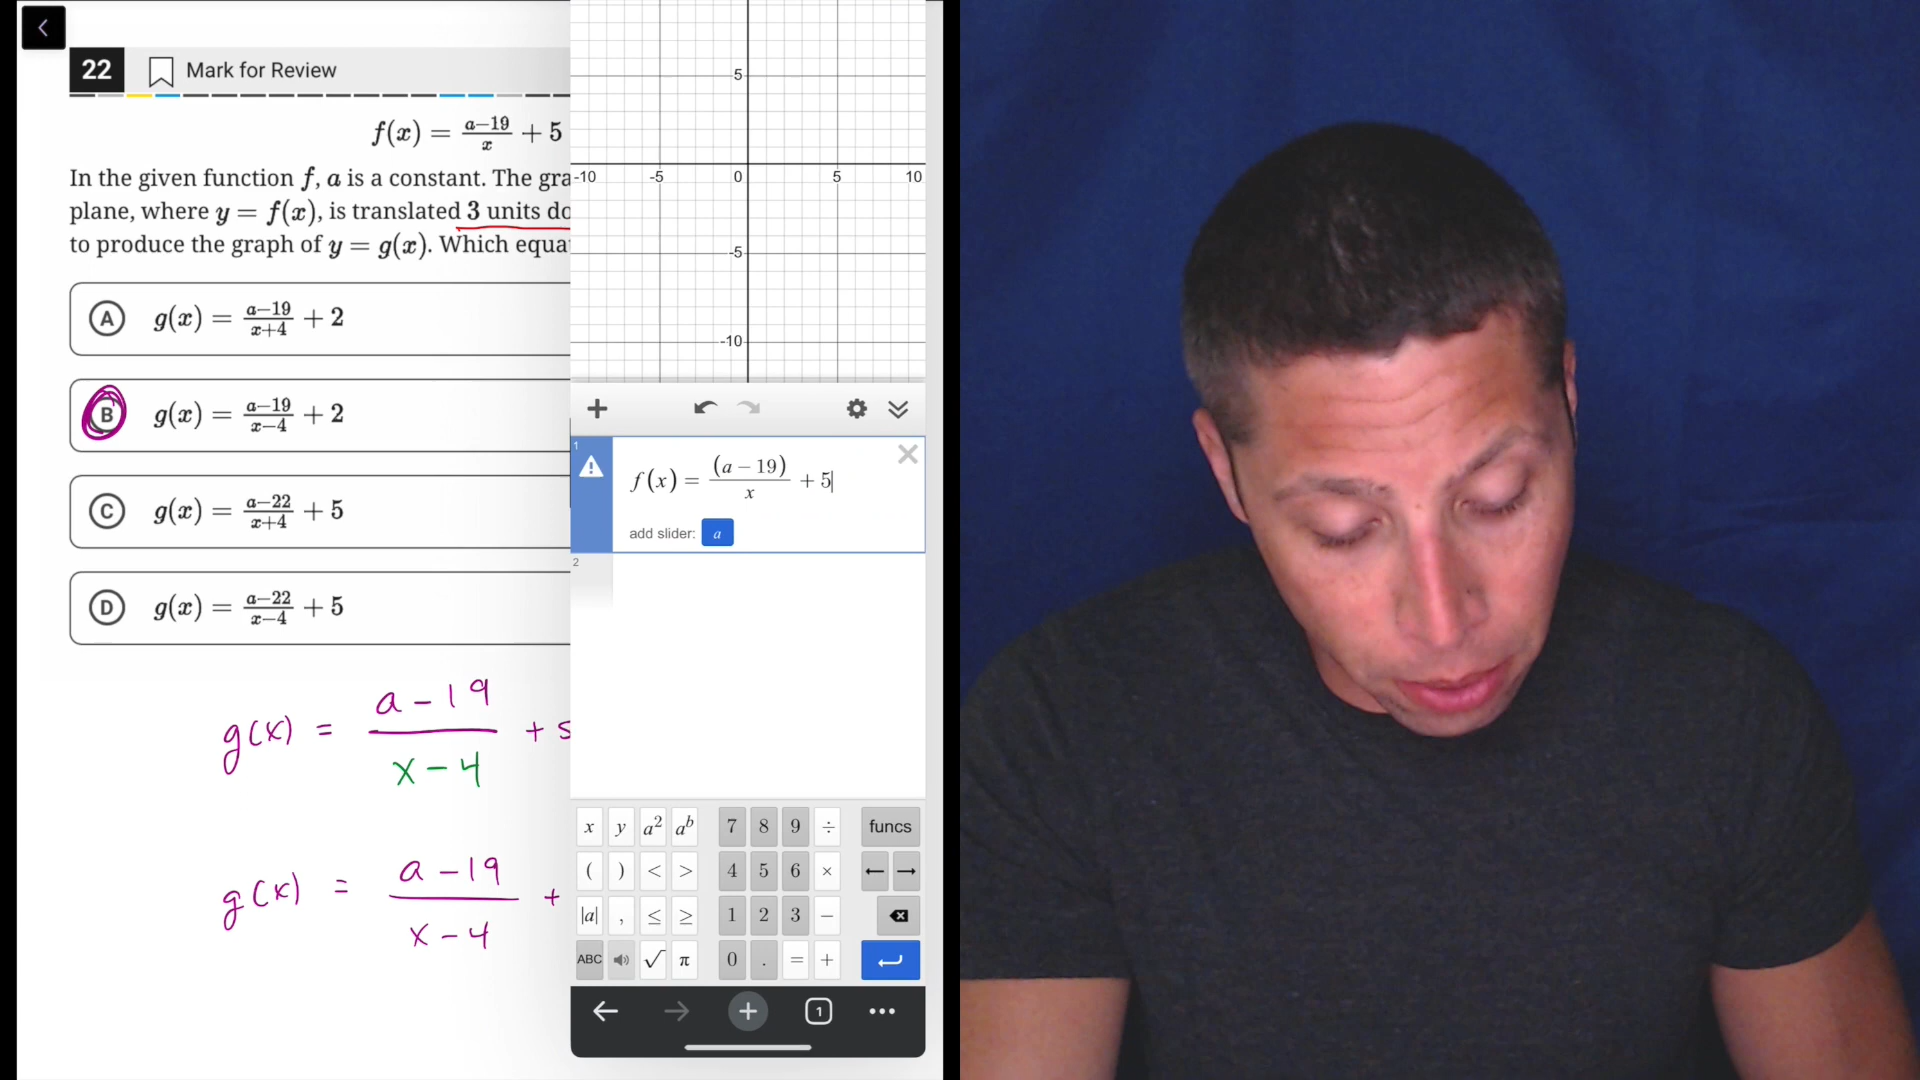 22 Mark for Review
f(x) = a−19/x + 5
In the given function f, a is a constant. The gra
plane, where y = f(x), is translated 3 units do
to produce the graph of y = g(x). Which equa
A g(x) = a−19/x+4 + 2
B g(x) = a−19/x−4 + 2
C g(x) = a−22/x+4 + 5
D g(x) = a−22/x−4 + 5
g(x) = a − 19/x − 4 + 5
g(x) = a − 19/x − 4 +
5
-10 -5 0 5 10
-5
-10
1
f(x) = (a − 19)/x + 5
add slider: a
2
x y a² aᵇ 7 8 9 ÷ funcs
( ) < > 4 5 6 × ← →
|a| , ≤ ≥ 1 2 3 −
ABC √ π 0 . = +
1